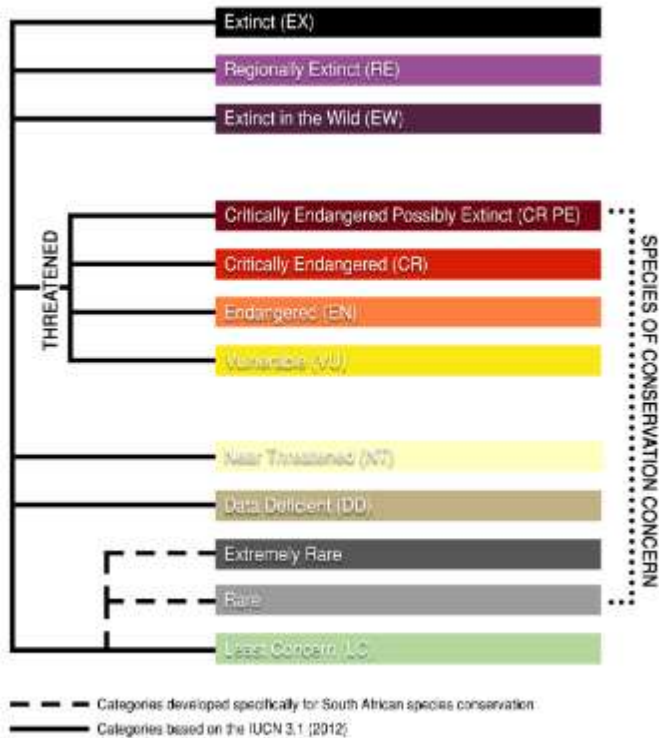 Extinct (EX)
Regionally Extinct (RE)
Extinct in the Wild (EW)
THREATENED
Critically Endangered Possibly Extinct (CR PE)
Critically Endangered (CR)
Endangered (EN)
Vulnerable (VU)
SPECIES OF CONSERVATION CONCERN
Near Threatened (NT)
Data Deficient (DD)
Extremely Rare
Rare
Least Concern (LC)
Categories developed specifically for South African species conservation
Categories based on the IUCN 3.1 (2012)